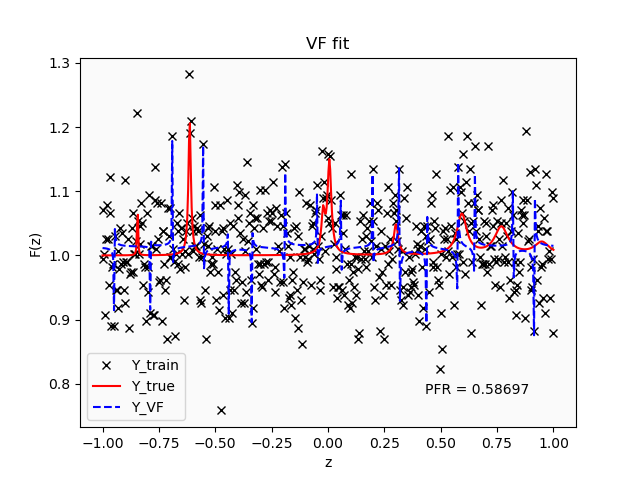 VF fit
F(z)
1.3
1.2
1.1
1.0
0.9
0.8
Y_train
Y_true
Y_VF
PFR = 0.58697
−1.00 −0.75 −0.50 −0.25 0.00 0.25 0.50 0.75 1.00
z